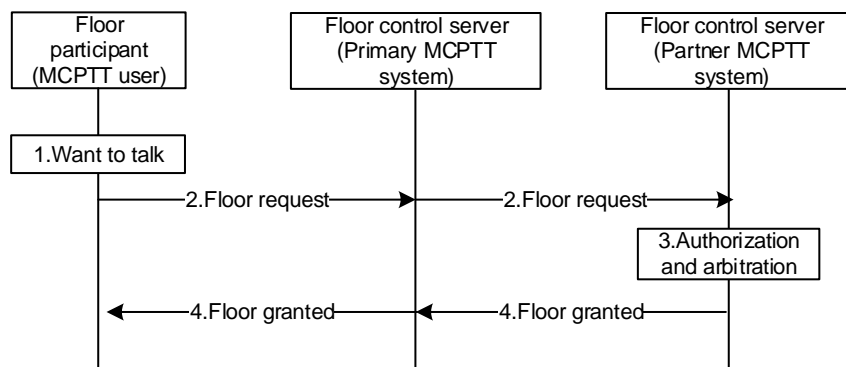 Floor
participant
(MCPTT user)
Floor control server
(Primary MCPTT
system)
Floor control server
(Partner MCPTT
system)
1.Want to talk
2.Floor request
2.Floor request
3.Authorization
and arbitration
4.Floor granted
4.Floor granted